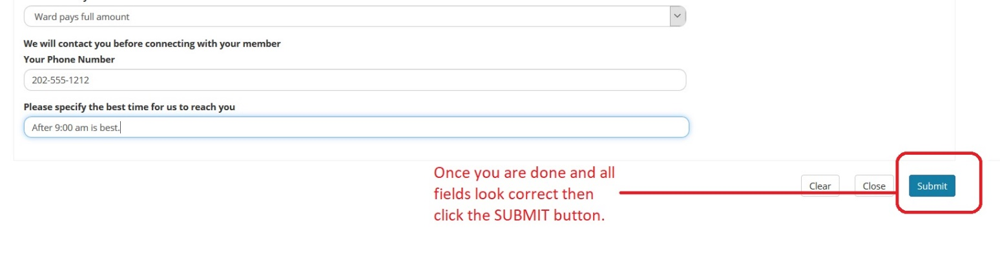 Ward pays full amount
We will contact you before connecting with your member
Your Phone Number
202-555-1212
Please specify the best time for us to reach you
After 9:00 am is best.
Once you are done and all
fields look correct then
click the SUBMIT button.
Clear Close Submit